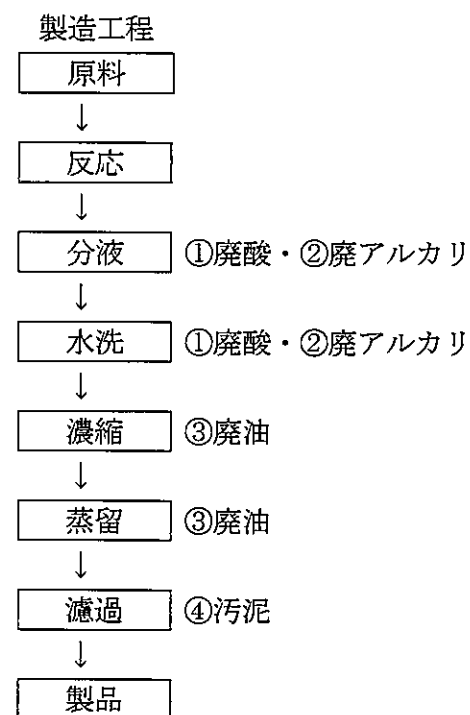 製造工程
原料
↓
反応
↓
分液 ①廃酸・②廃アルカリ
↓
水洗 ①廃酸・②廃アルカリ
↓
濃縮 ③廃油
↓
蒸留 ③廃油
↓
濾過 ④汚泥
↓
製品